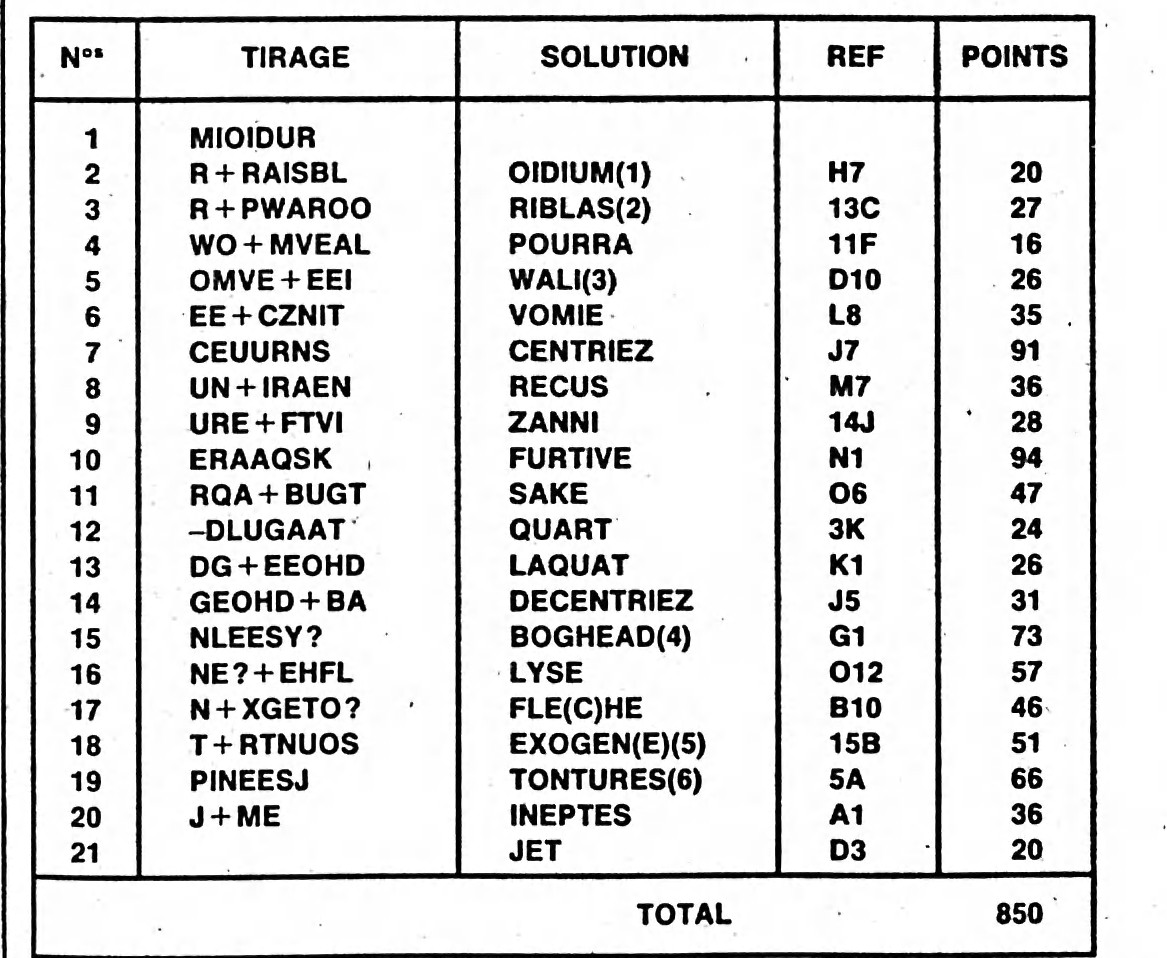 Nos TIRAGE SOLUTION REF POINTS
1 MIOIDUR
2 R+RAISBL OIDIUM(1) H7 20
3 R+PWAROO RIBLAS(2) 13C 27
4 WO+MVEAL POURRA 11F 16
5 OMVE+EEI WALI(3) D10 26
6 EE+CZNIT VOMIE L8 35
7 CEUURNS CENTRIEZ J7 91
8 UN+IRAEN RECUS M7 36
9 URE+FTVI ZANNI 14J 28
10 ERAAQSK FURTIVE N1 94
11 RQA+BUGT SAKE O6 47
12 –DLUGAAT QUART 3K 24
13 DG+EEOHD LAQUAT K1 26
14 GEOHD+BA DECENTRIEZ J5 31
15 NLEESY? BOGHEAD(4) G1 73
16 NE?+EHFL LYSE O12 57
17 N+XGETO? FLE(C)HE B10 46
18 T+RTNUOS EXOGEN(E)(5) 15B 51
19 PINEESJ TONTURES(6) 5A 66
20 J+ME INEPTES A1 36
21 JET D3 20
TOTAL 850